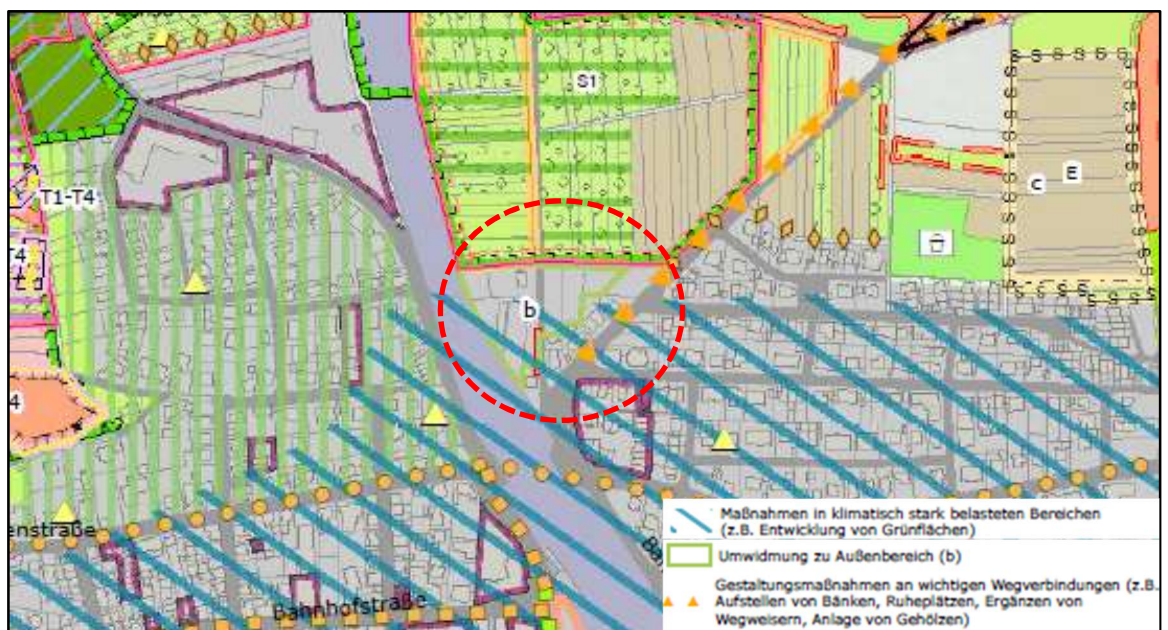 S1
T1-T4
C
E
4
b
4
enstraße
Bahnhofstraße
Maßnahmen in klimatisch stark belasteten Bereichen
(z.B. Entwicklung von Grünflächen)
Umwidmung zu Außenbereich (b)
Gestaltungsmaßnahmen an wichtigen Wegverbindungen (z.B.
Aufstellen von Bänken, Ruheplätzen, Ergänzen von
Wegweisern, Anlage von Gehölzen)